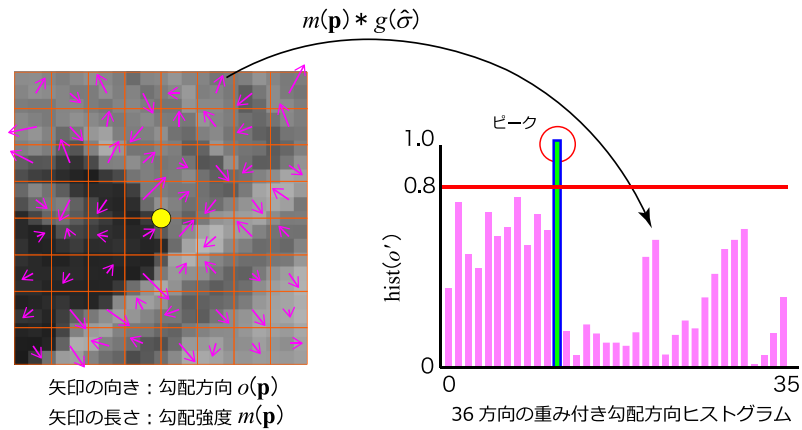 m(p) * g(σ̂)
ピーク
1.0
0.8
hist(o′)
0
0
35
矢印の向き：勾配方向 o(p)
矢印の長さ：勾配強度 m(p)
36 方向の重み付き勾配方向ヒストグラム